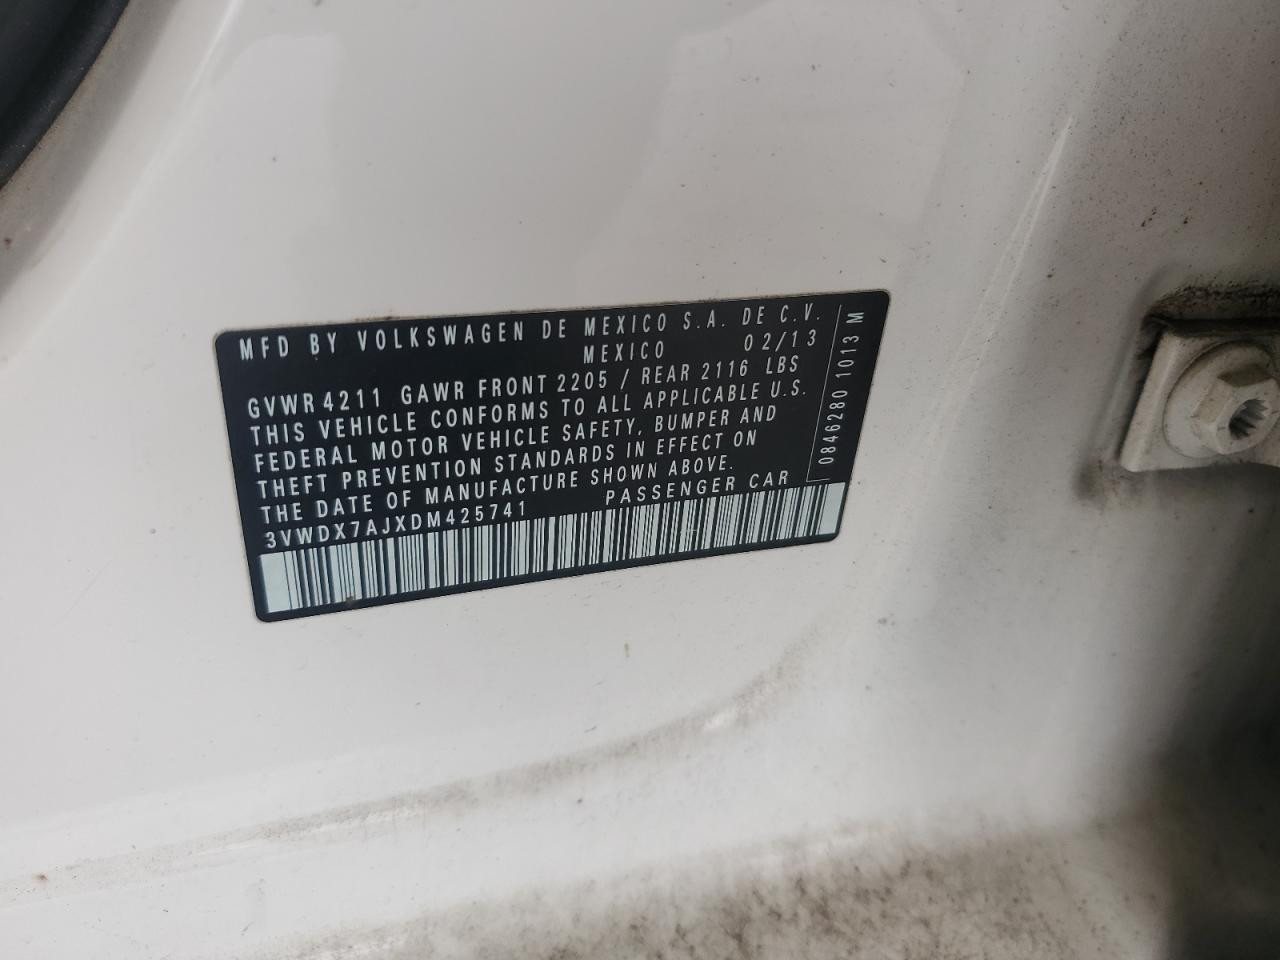 MFD BY VOLKSWAGEN DE MEXICO S.A. DE C.V.
MEXICO 02/13
GVWR 4211 GAWR FRONT 2205 / REAR 2116 LBS
THIS VEHICLE CONFORMS TO ALL APPLICABLE U.S.
FEDERAL MOTOR VEHICLE SAFETY, BUMPER AND
THEFT PREVENTION STANDARDS IN EFFECT ON
THE DATE OF MANUFACTURE SHOWN ABOVE.
3VWDX7AJXDM425741 PASSENGER CAR
0846280 1013 M